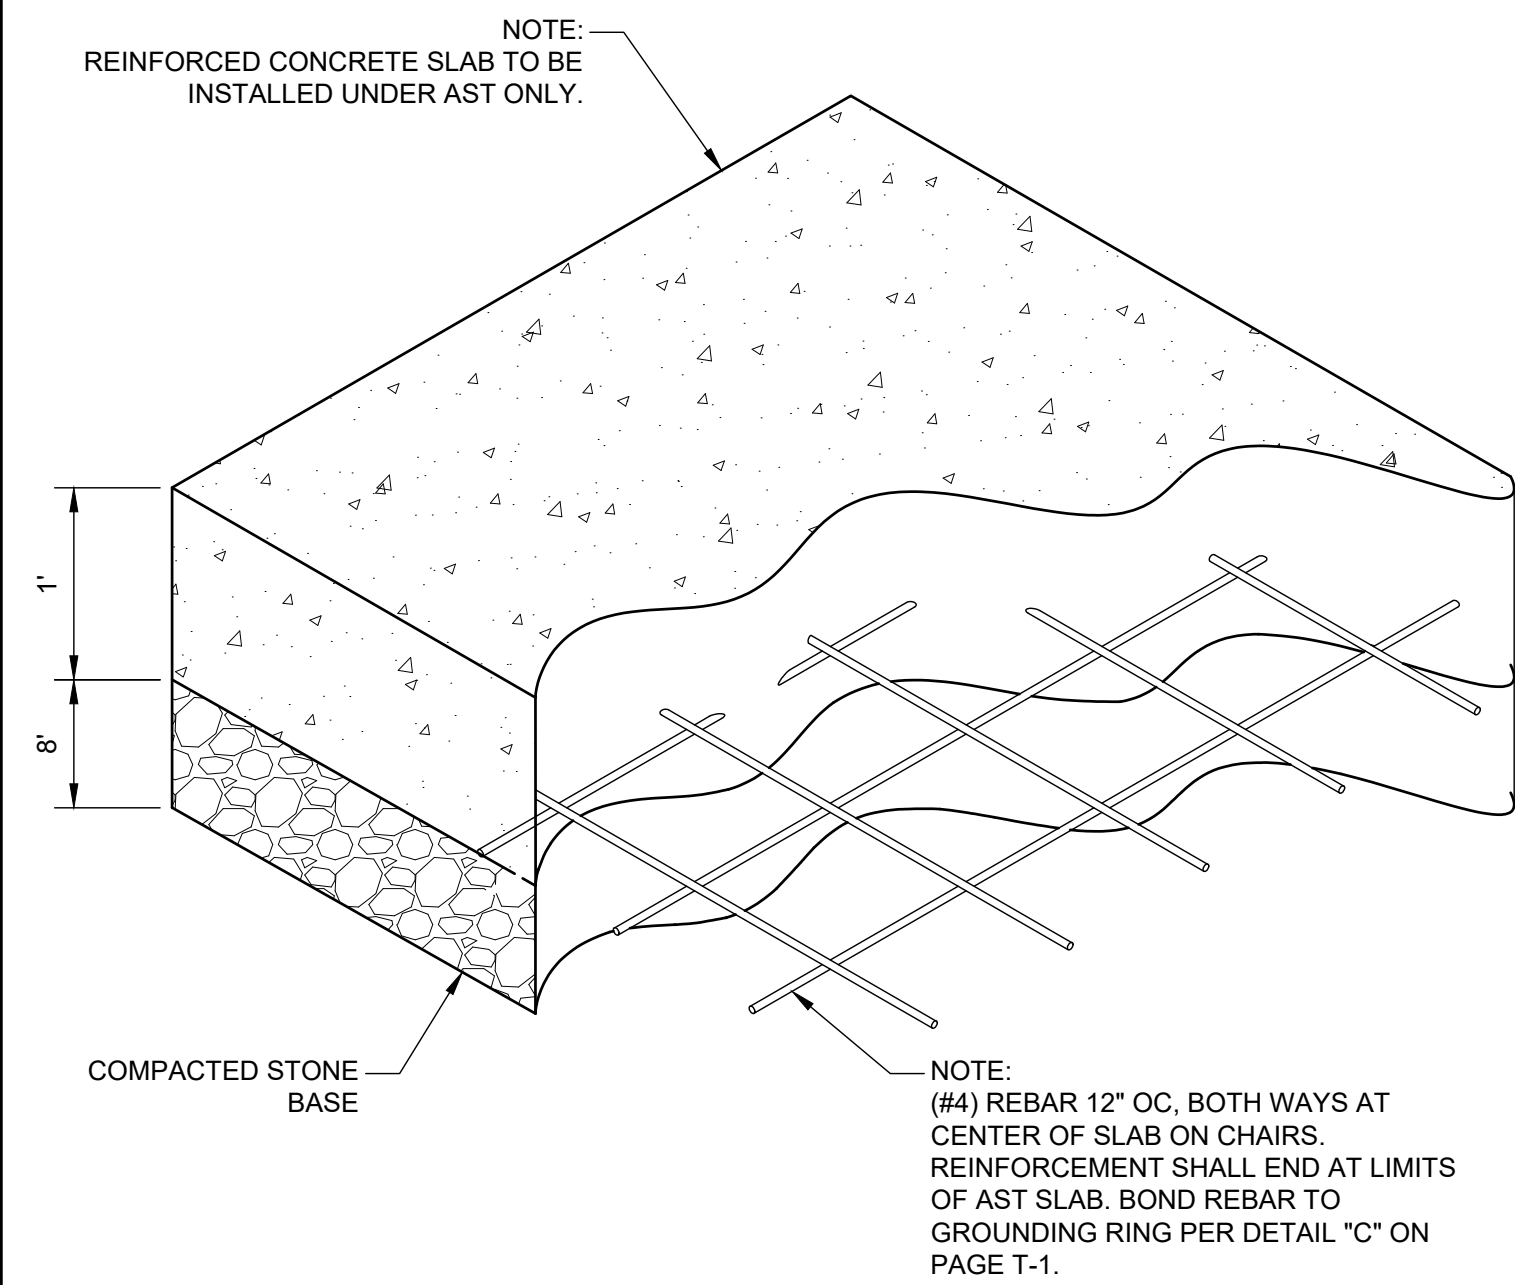 NOTE:
REINFORCED CONCRETE SLAB TO BE
INSTALLED UNDER AST ONLY.
1'
8'
COMPACTED STONE
BASE
NOTE:
(#4) REBAR 12" OC, BOTH WAYS AT
CENTER OF SLAB ON CHAIRS.
REINFORCEMENT SHALL END AT LIMITS
OF AST SLAB. BOND REBAR TO
GROUNDING RING PER DETAIL "C" ON
PAGE T-1.